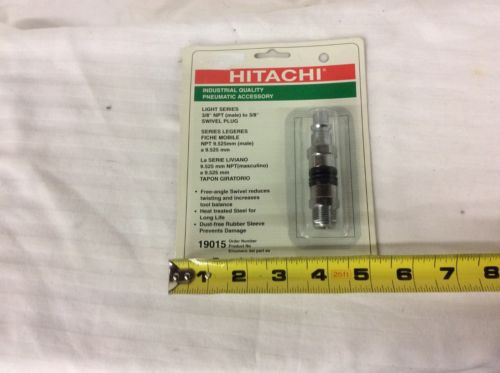 HITACHI
INDUSTRIAL QUALITY
PNEUMATIC ACCESSORY
LIGHT SERIES
3/8" NPT (male) to 3/8"
SWIVEL PLUG
SERIES LEGERES
FICHE MOBILE
NPT 9.525mm (male)
a 9.525 mm
La SERIE LIVIANO
9.525 mm NPT(masculino)
a 9.525 mm
TAPON GIRATORIO
• Free-angle Swivel reduces
twisting and increases
tool balance
• Heat treated Steel for
Long Life
• Dust-free Rubber Sleeve
Prevents Damage
19015 Order Number
Product No
1 2 3 4 5 6 7 8